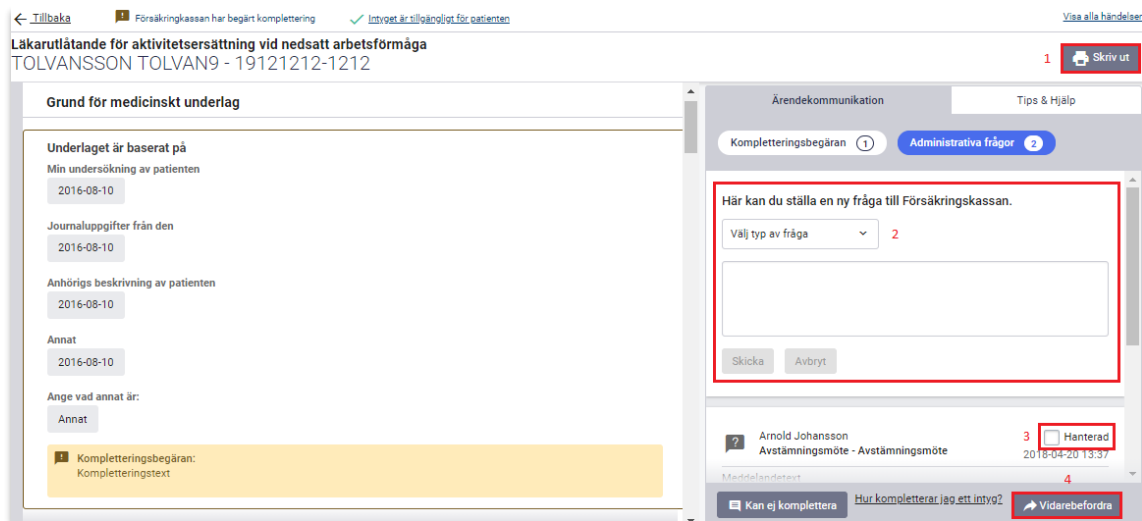 Tillbaka
Försäkringkassan har begärt komplettering
Intyget är tillgängligt för patienten
Visa alla händelser
Läkarutlåtande för aktivitetsersättning vid nedsatt arbetsförmåga
TOLVANSSON TOLVAN9 - 19121212-1212
1
Skriv ut
Grund för medicinskt underlag
Underlaget är baserat på
Min undersökning av patienten
2016-08-10
Journaluppgifter från den
2016-08-10
Anhörigs beskrivning av patienten
2016-08-10
Annat
2016-08-10
Ange vad annat är:
Annat
Kompletteringsbegäran:
Kompletteringstext
Ärendekommunikation
Tips & Hjälp
Kompletteringsbegäran 1
Administrativa frågor 2
Här kan du ställa en ny fråga till Försäkringskassan.
Välj typ av fråga
2
Skicka
Avbryt
Arnold Johansson
Avstämningsmöte - Avstämningsmöte
3
Hanterad
2018-04-20 13:37
Meddelandetext
4
Kan ej komplettera
Hur kompletterar jag ett intyg?
Vidarebefordra